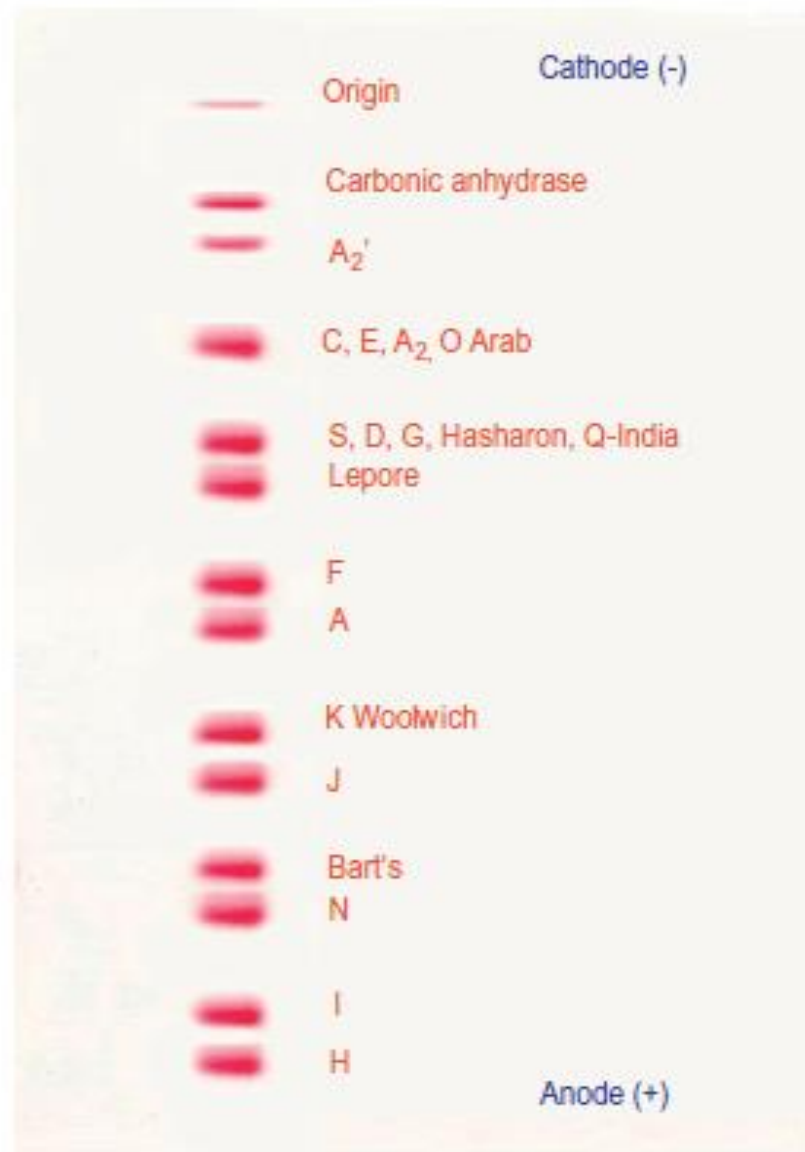 Cathode (-)
Origin
Carbonic anhydrase
A₂'
C, E, A₂, O Arab
S, D, G, Hasharon, Q-India
Lepore
F
A
K Woolwich
J
Bart's
N
I
H
Anode (+)